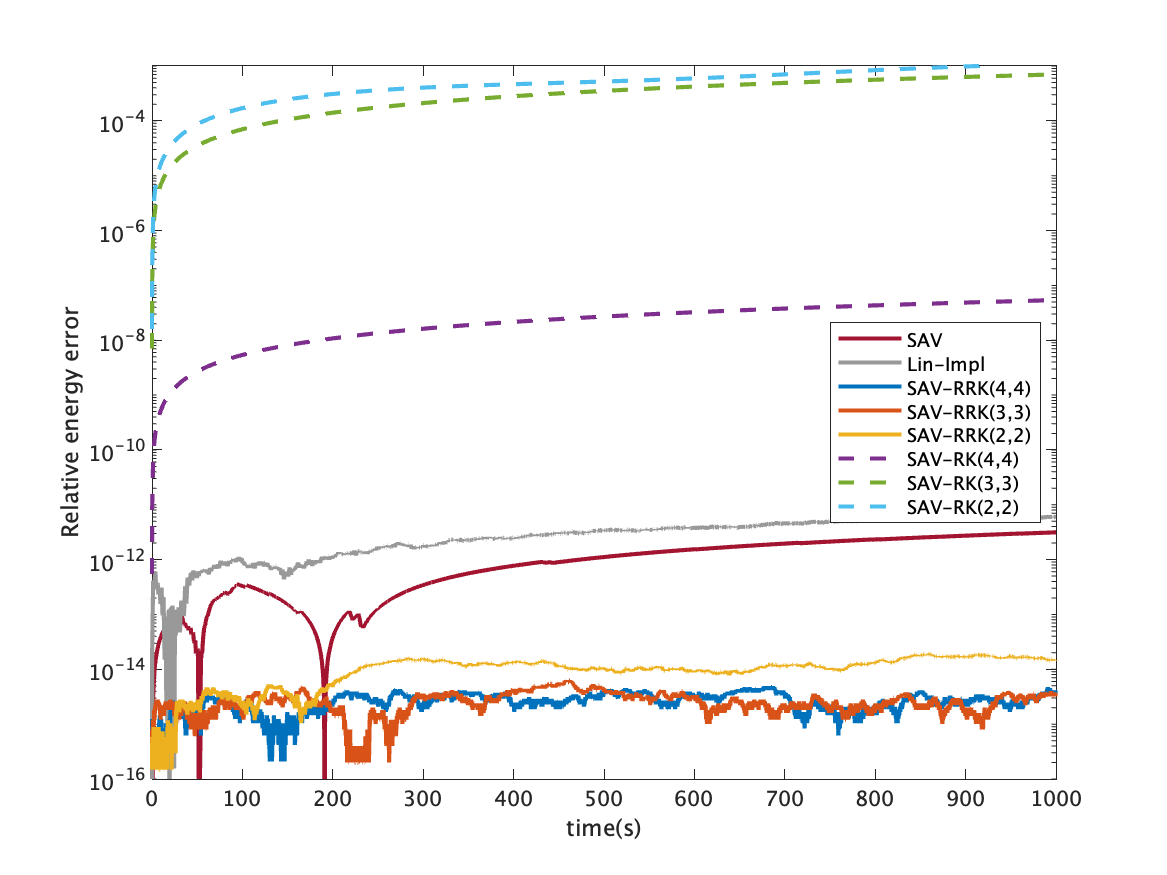 10^-4
10^-6
10^-8
10^-10
10^-12
10^-14
10^-16
Relative energy error
SAV
Lin-Impl
SAV-RRK(4,4)
SAV-RRK(3,3)
SAV-RRK(2,2)
SAV-RK(4,4)
SAV-RK(3,3)
SAV-RK(2,2)
0 100 200 300 400 500 600 700 800 900 1000
time(s)